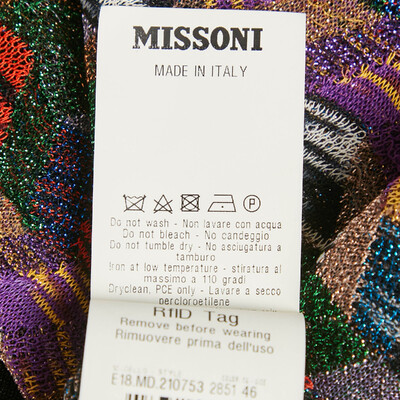 MISSONI
MADE IN ITALY
P
Do not wash - Non lavare con acqua
Do not bleach - No candeggio
Do not tumble dry - No asciugatura a
tamburo
Iron at low temperature - stiratura al
massimo a 110 gradi
Dryclean, PCE only - Lavare a secco
percloroetilene
RfID Tag
Remove before wearing
Rimuovere prima dell'uso
E18.MD.210753 2851 46